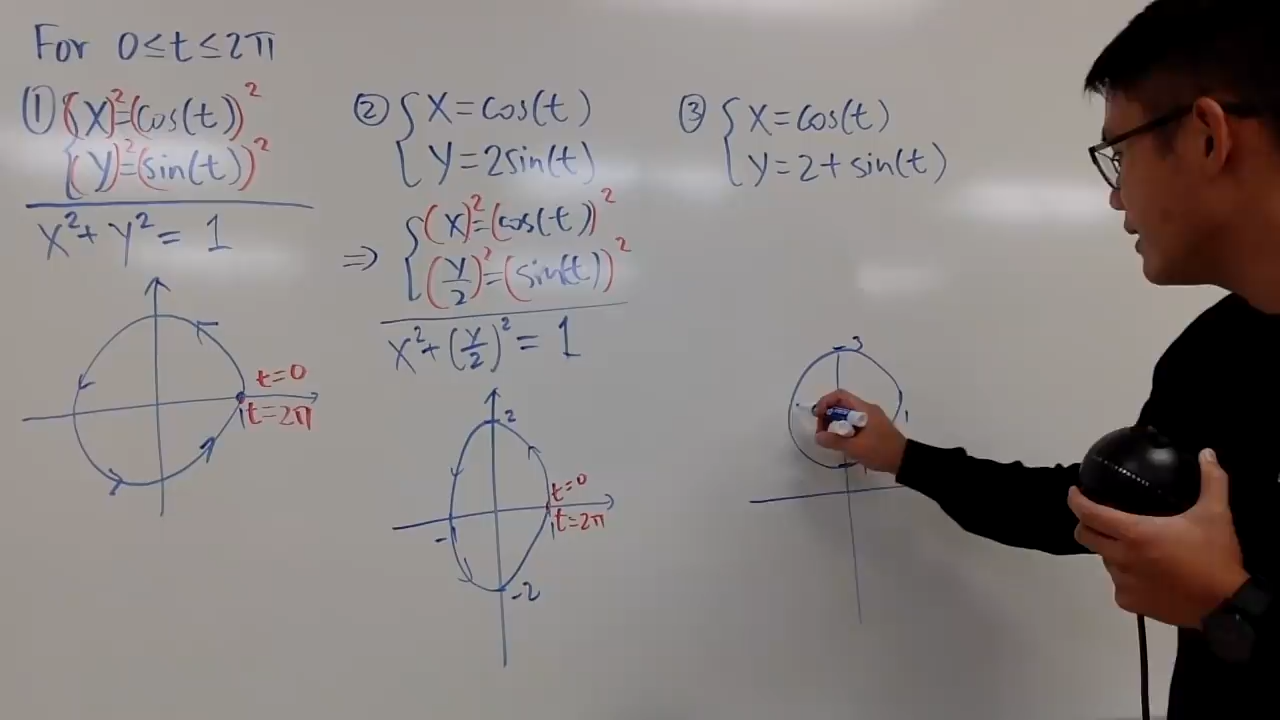 For 0≤t≤2π
① { (x)²=(cos(t))²
(y)²=(sin(t))²
x²+y²=1
t=0
1 t=2π
② { x=cos(t)
y=2sin(t)
⇒ { (x)²=(cos(t))²
(y/2)²=(sin(t))²
x²+(y/2)²=1
2
t=0
1 t=2π
-2
③ { x=cos(t)
y=2+sin(t)
3
1